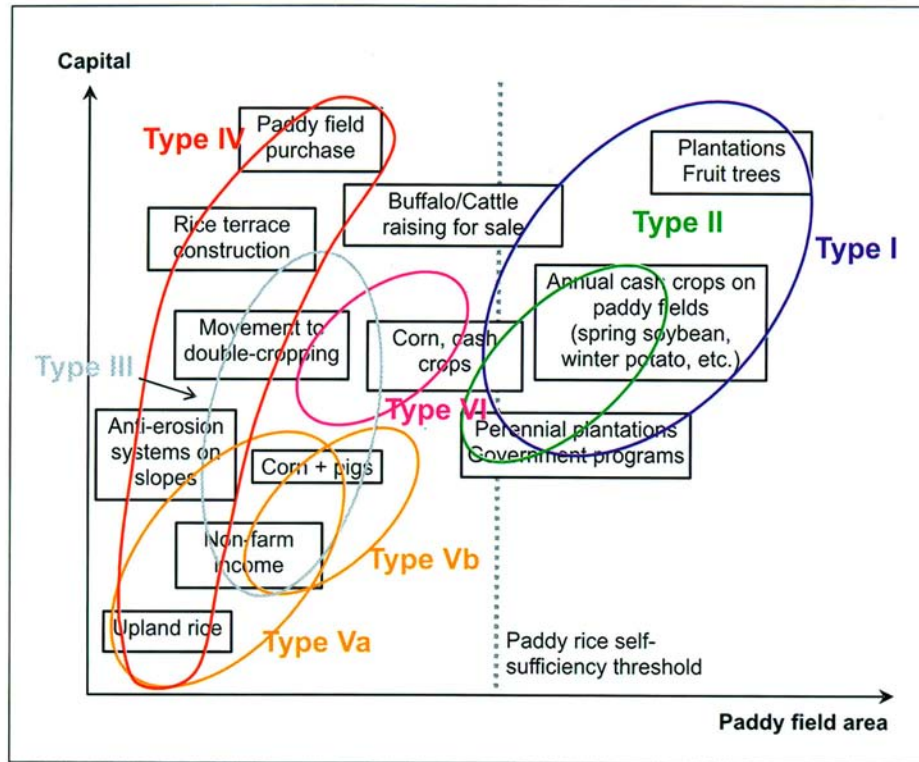 Capital
Type IV
Paddy field
purchase
Plantations
Fruit trees
Buffalo/Cattle
raising for sale
Rice terrace
construction
Type II
Type I
Annual cash crops on
paddy fields
(spring soybean,
winter potato, etc.)
Movement to
double-cropping
Corn, cash
crops
Type III
Type VI
Anti-erosion
systems on
slopes
Perennial plantations
Government programs
Corn + pigs
Non-farm
income
Type Vb
Upland rice
Type Va
Paddy rice self-
sufficiency threshold
Paddy field area